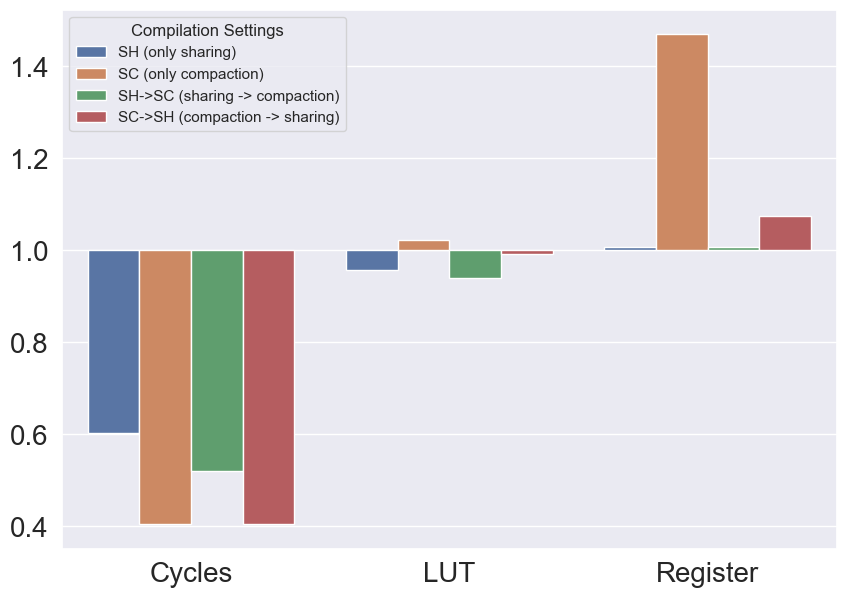 Compilation Settings
SH (only sharing)
SC (only compaction)
SH->SC (sharing -> compaction)
SC->SH (compaction -> sharing)
1.4
1.2
1.0
0.8
0.6
0.4
Cycles
LUT
Register